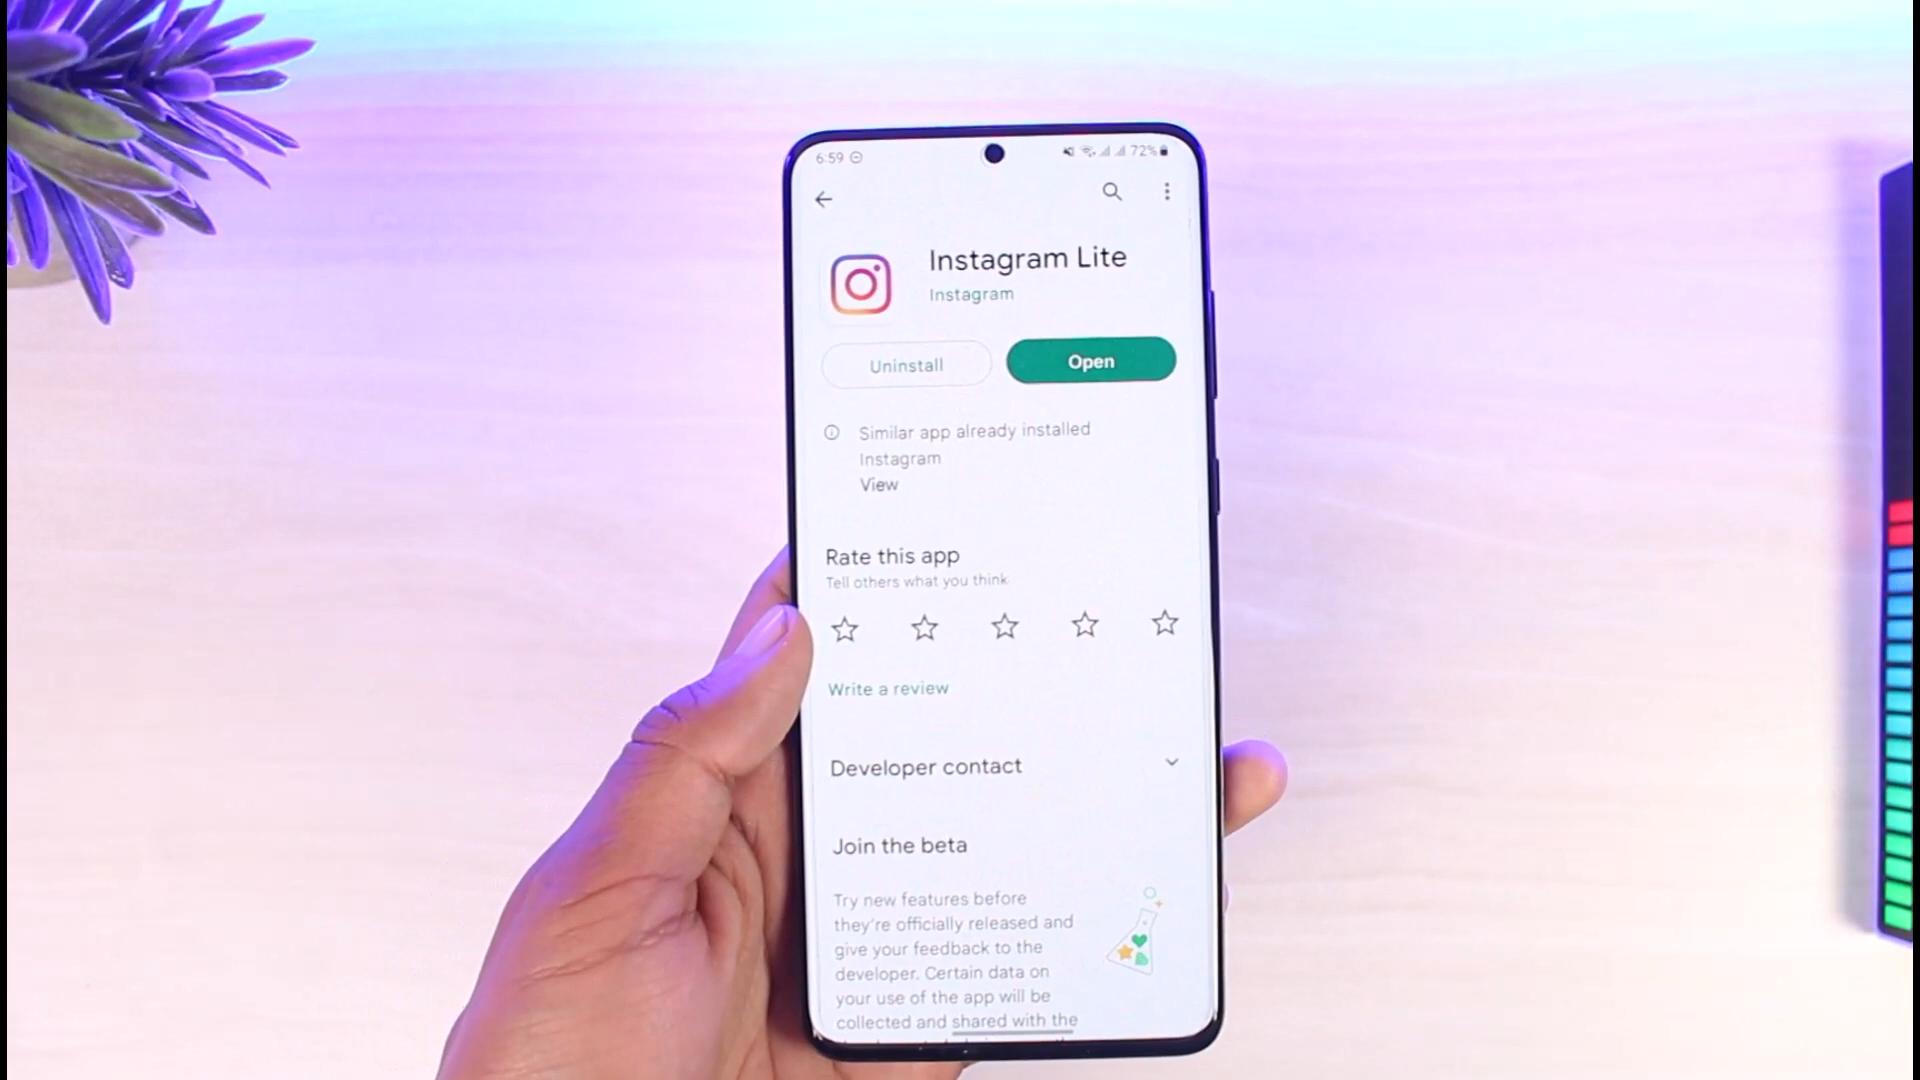 6:59
72%
Instagram Lite
Instagram
Uninstall
Open
Similar app already installed
Instagram
View
Rate this app
Tell others what you think
Write a review
Developer contact
Join the beta
Try new features before
they're officially released and
give your feedback to the
developer. Certain data on
your use of the app will be
collected and shared with the